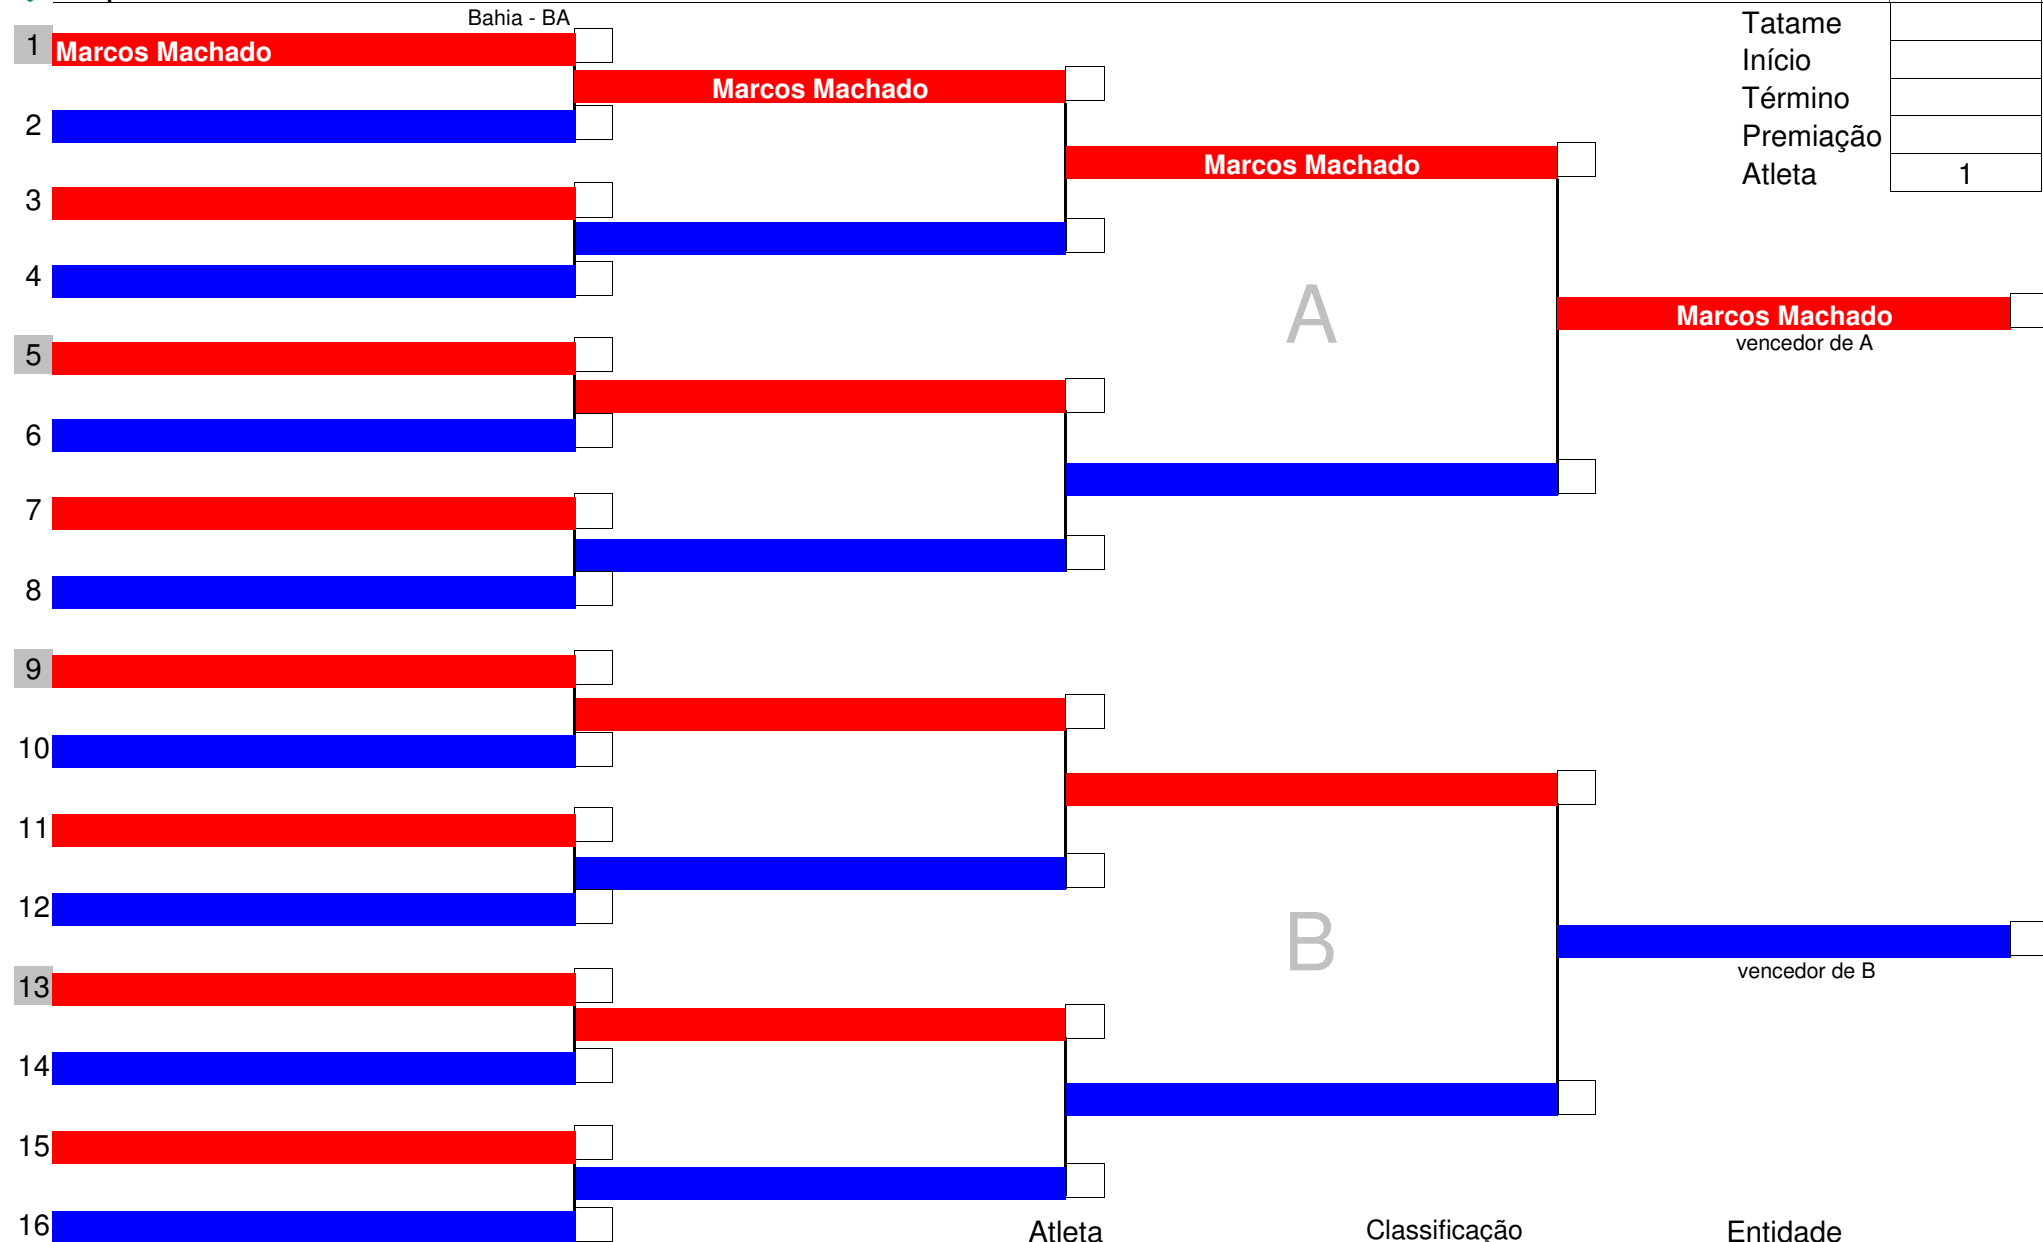 Bahia - BA
1 Marcos Machado
Marcos Machado
2
Marcos Machado
3
4
A
Marcos Machado
vencedor de A
5
6
7
8
9
10
11
12
B
vencedor de B
13
14
15
16
Tatame
Início
Término
Premiação
Atleta 1
Atleta Classificação Entidade